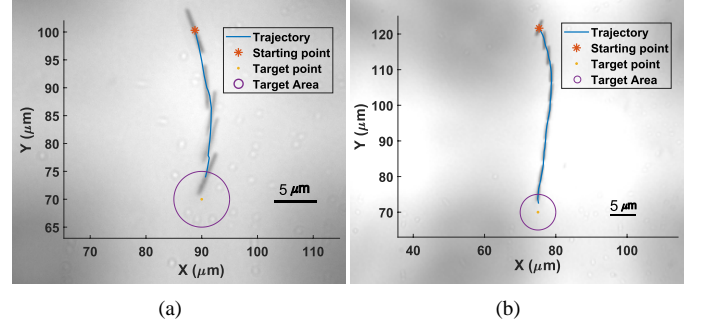 100
95
90
85
80
75
70
65
Y (μm)
70 80 90 100 110
X (μm)
Trajectory
Starting point
Target point
Target Area
5 μm
(a)
120
110
100
90
80
70
Y (μm)
40 60 80 100
X (μm)
Trajectory
Starting point
Target point
Target Area
5 μm
(b)